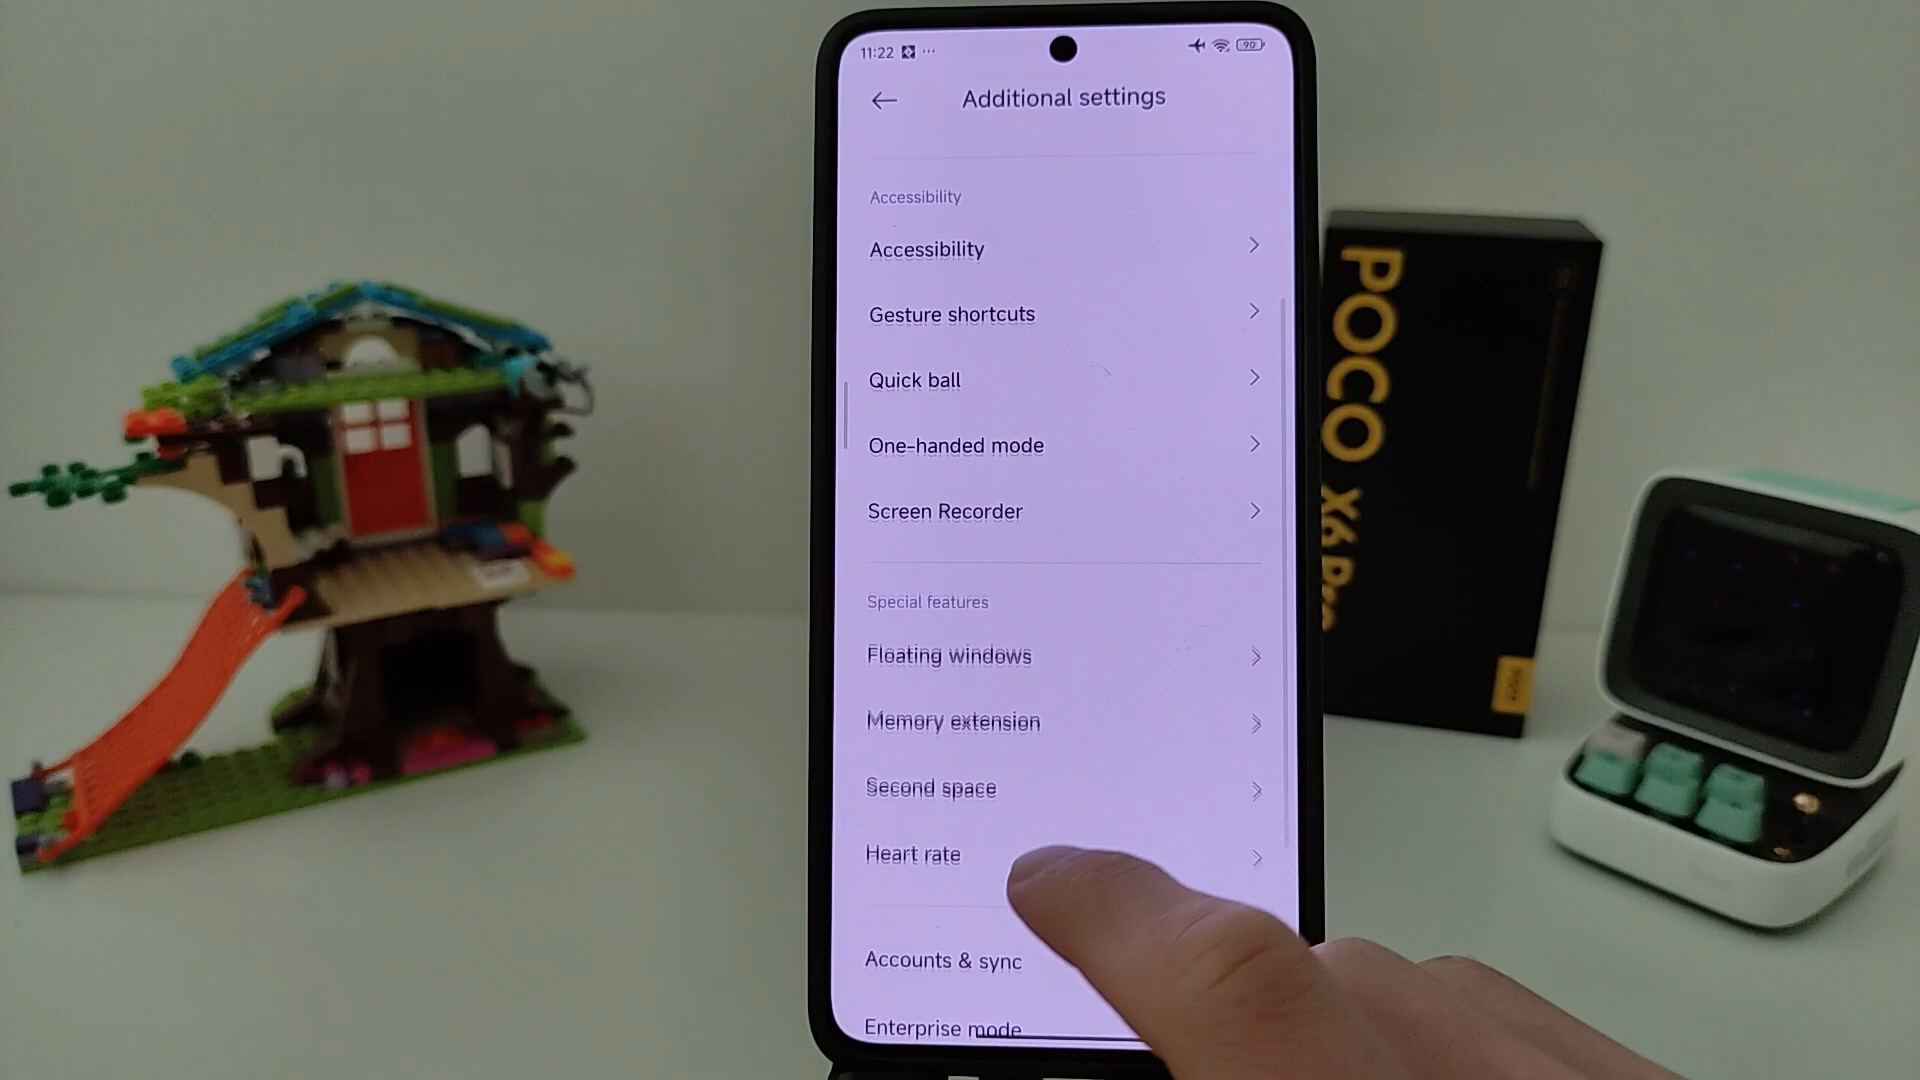 11:22
90
Additional settings
Accessibility
Accessibility
Gesture shortcuts
Quick ball
One-handed mode
Screen Recorder
Special features
Floating windows
Memory extension
Second space
Heart rate
Accounts & sync
Enterprise mode
POCO X6 Pro